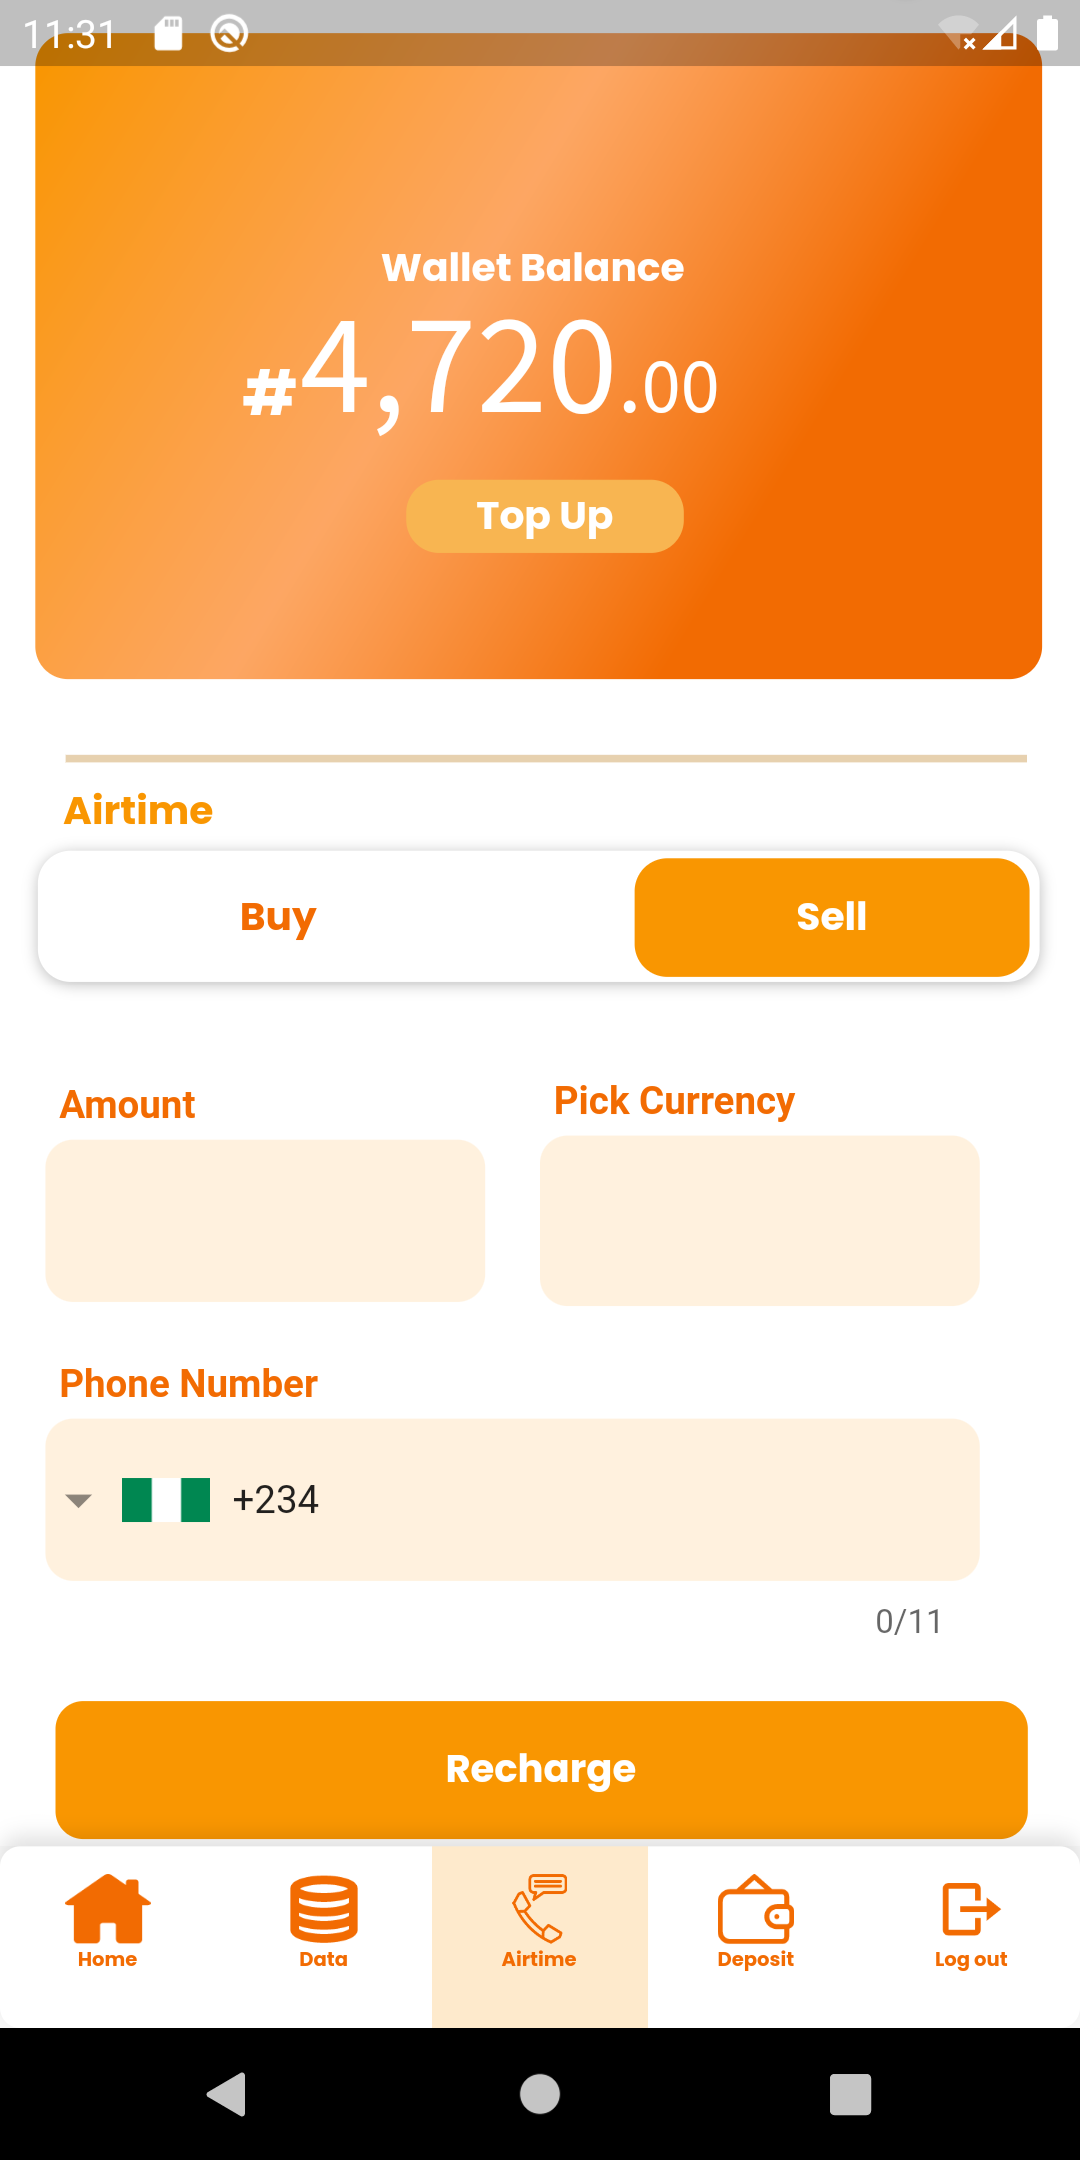 11:31
Wallet Balance
#4,720.00
Top Up
Airtime
Buy Sell
Amount Pick Currency
Phone Number
+234
0/11
Recharge
Home Data Airtime Deposit Log out